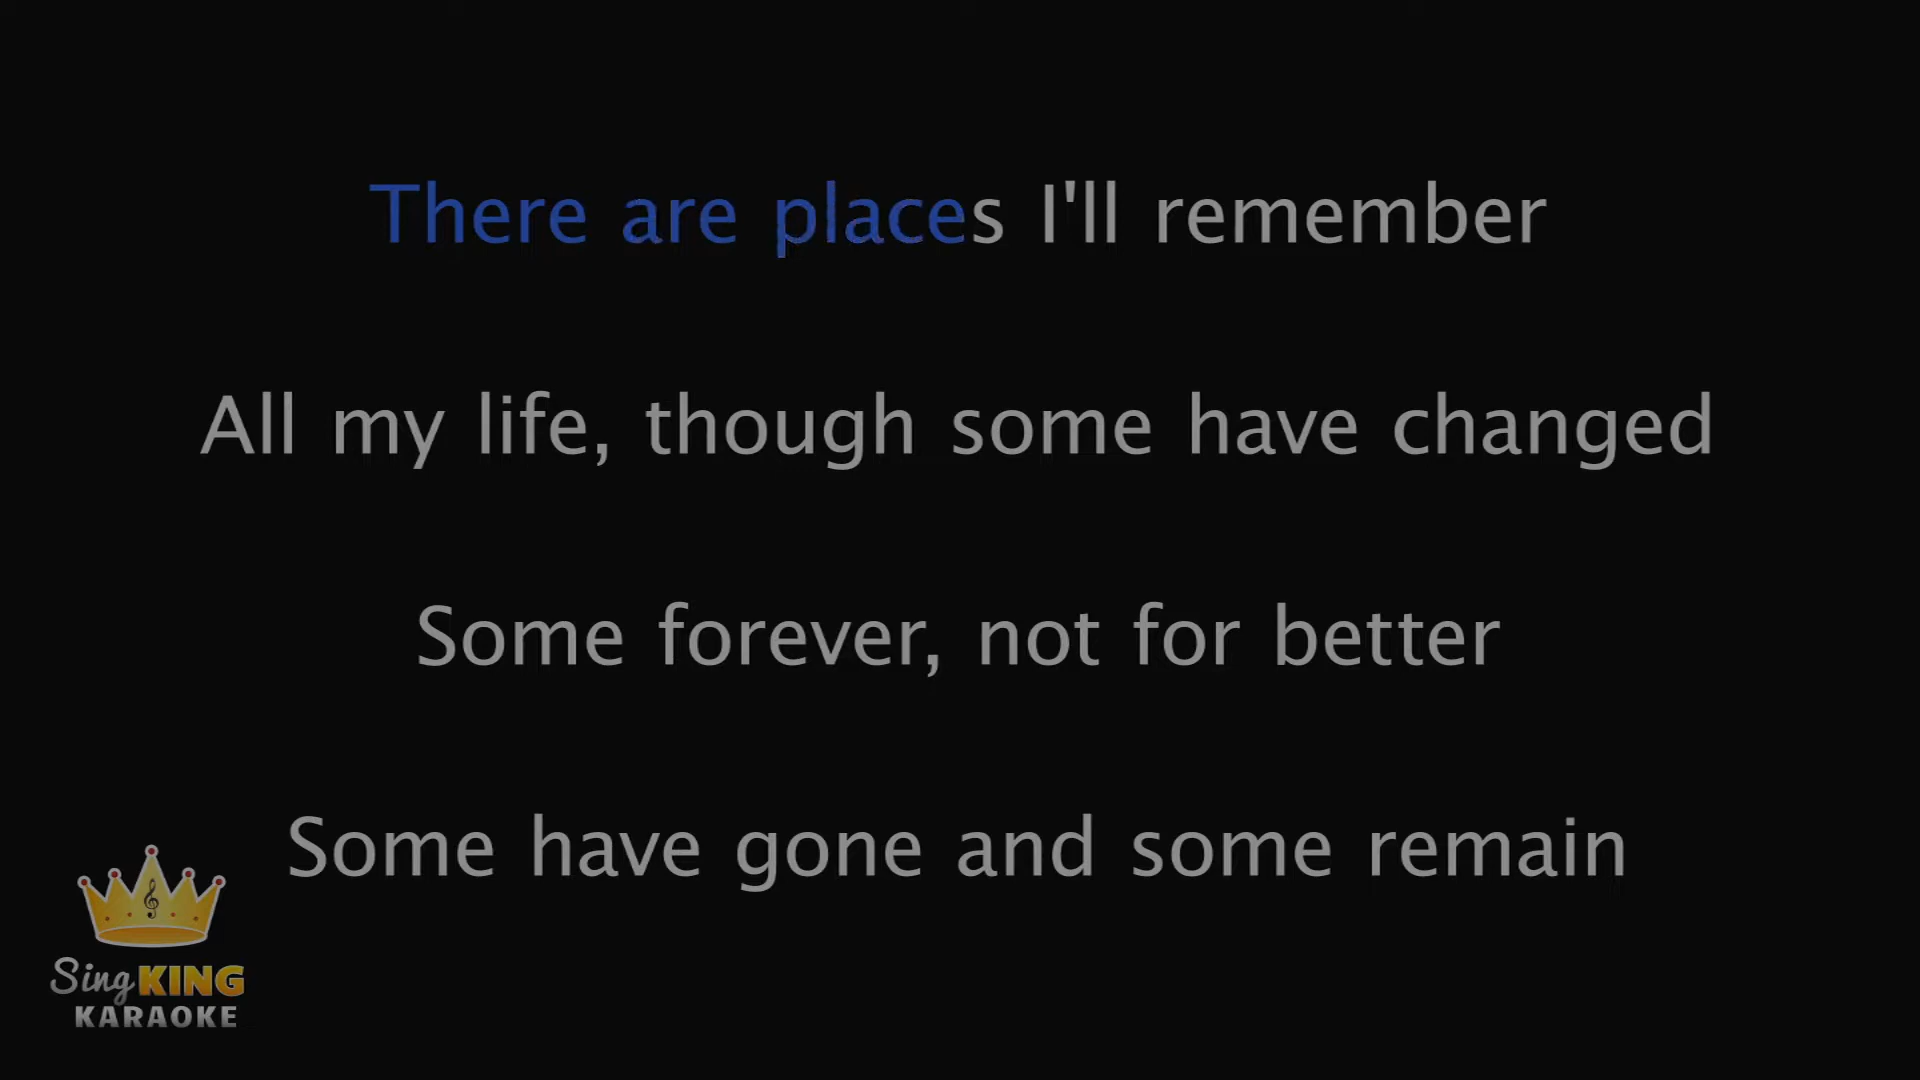 There are places I'll remember
All my life, though some have changed
Some forever, not for better
Some have gone and some remain
Sing KING
KARAOKE